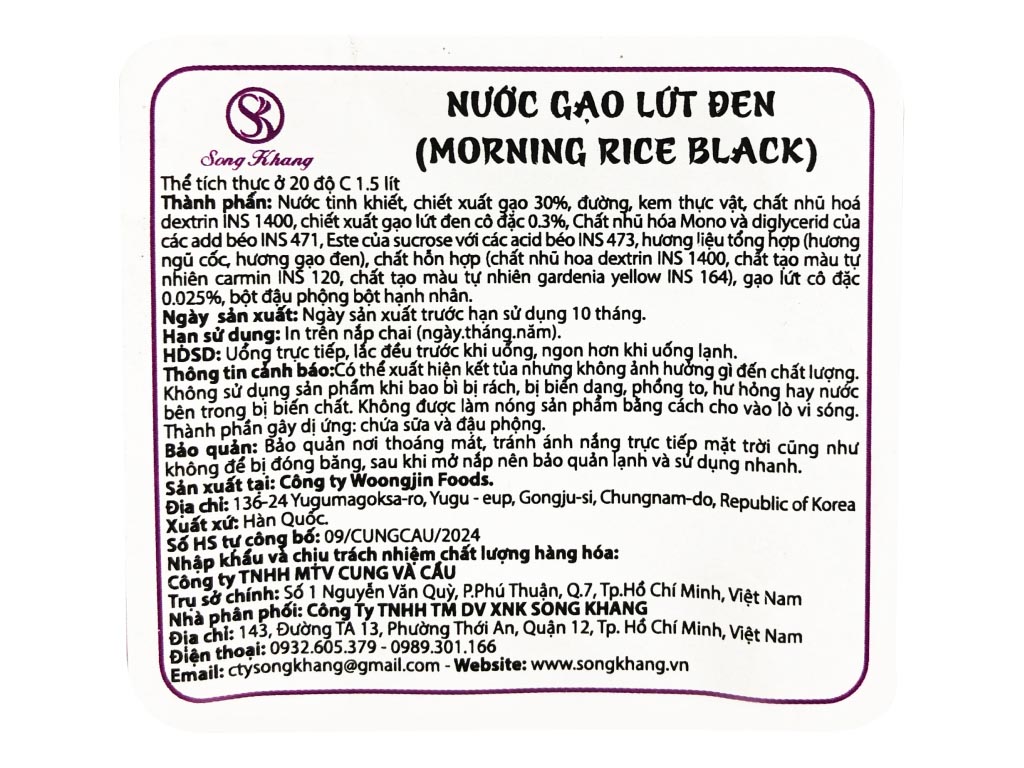 NƯỚC GẠO LỨT ĐEN
(MORNING RICE BLACK)
Song Khang
Thể tích thực ở 20 độ C 1.5 lít
Thành phần: Nước tinh khiết, chiết xuất gạo 30%, đường, kem thực vật, chất nhũ hoá
dextrin INS 1400, chiết xuất gạo lứt đen cô đặc 0.3%, Chất nhũ hóa Mono và diglycerid của
các add béo INS 471, Este của sucrose với các acid béo INS 473, hương liệu tổng hợp (hương
ngũ cốc, hương gạo đen), chất hỗn hợp (chất nhũ hoa dextrin INS 1400, chất tạo màu tự
nhiên carmin INS 120, chất tạo màu tự nhiên gardenia yellow INS 164), gạo lứt cô đặc
0.025%, bột đậu phộng bột hạnh nhân.
Ngày sản xuất: Ngày sản xuất trước hạn sử dụng 10 tháng.
Hạn sử dụng: In trên nắp chai (ngày.tháng.năm).
HDSD: Uống trực tiếp, lắc đều trước khi uống, ngon hơn khi uống lạnh.
Thông tin cảnh báo:Có thể xuất hiện kết tủa nhưng không ảnh hưởng gì đến chất lượng.
Không sử dụng sản phẩm khi bao bì bị rách, bị biến dạng, phồng to, hư hỏng hay nước
bên trong bị biến chất. Không được làm nóng sản phẩm bằng cách cho vào lò vi sóng.
Thành phần gây dị ứng: chứa sữa và đậu phộng.
Bảo quản: Bảo quản nơi thoáng mát, tránh ánh nắng trực tiếp mặt trời cũng như
không để bị đóng băng, sau khi mở nắp nên bảo quản lạnh và sử dụng nhanh.
Sản xuất tại: Công ty Woongjin Foods.
Địa chỉ: 136-24 Yugumagoksa-ro, Yugu - eup, Gongju-si, Chungnam-do, Republic of Korea
Xuất xứ: Hàn Quốc.
Số HS tự công bố: 09/CUNGCAU/2024
Nhập khẩu và chịu trách nhiệm chất lượng hàng hóa:
Công ty TNHH MTV CUNG VÀ CẦU
Trụ sở chính: Số 1 Nguyễn Văn Quỳ, P.Phú Thuận, Q.7, Tp.Hồ Chí Minh, Việt Nam
Nhà phân phối: Công Ty TNHH TM DV XNK SONG KHANG
Địa chỉ: 143, Đường TA 13, Phường Thới An, Quận 12, Tp. Hồ Chí Minh, Việt Nam
Điện thoại: 0932.605.379 - 0989.301.166
Email: ctysongkhang@gmail.com - Website: www.songkhang.vn